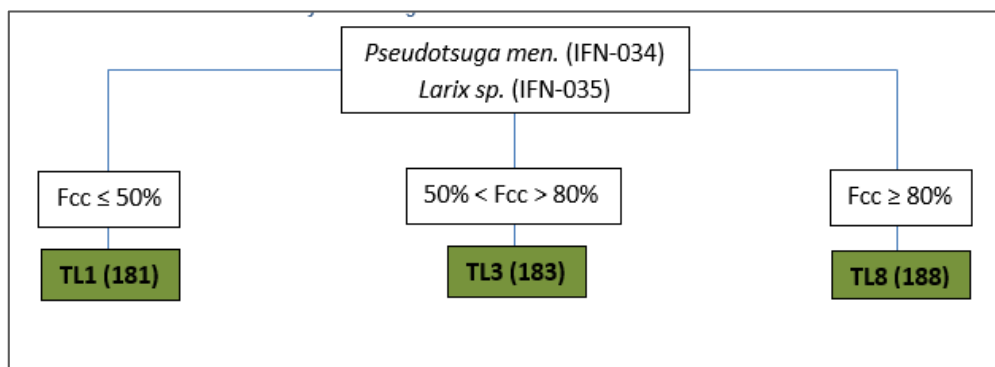 Pseudotsuga men. (IFN-034)
Larix sp. (IFN-035)
Fcc ≤ 50%
50% < Fcc > 80%
Fcc ≥ 80%
TL1 (181)
TL3 (183)
TL8 (188)